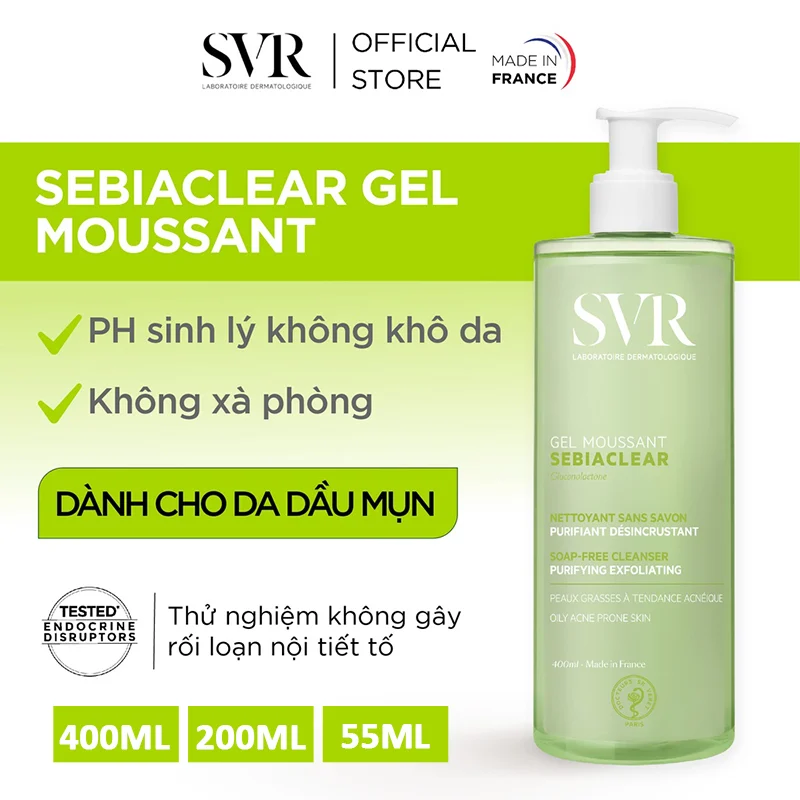 SVR
LABORATOIRE DERMATOLOGIQUE
OFFICIAL
STORE
MADE IN
FRANCE
SEBIACLEAR GEL
MOUSSANT
PH sinh lý không khô da
Không xà phòng
DÀNH CHO DA DẦU MỤN
TESTED*
ENDOCRINE
DISRUPTORS
Thử nghiệm không gây
rối loạn nội tiết tố
400ML
200ML
55ML
SVR
LABORATOIRE DERMATOLOGIQUE
GEL MOUSSANT
SEBIACLEAR
Gluconolactone
NETTOYANT SANS SAVON
PURIFIANT DÉSINCRUSTANT
SOAP-FREE CLEANSER
PURIFYING EXFOLIATING
PEAUX GRASSES À TENDANCE ACNÉIQUE
OILY ACNE PRONE SKIN
400ml - Made in France
PARIS